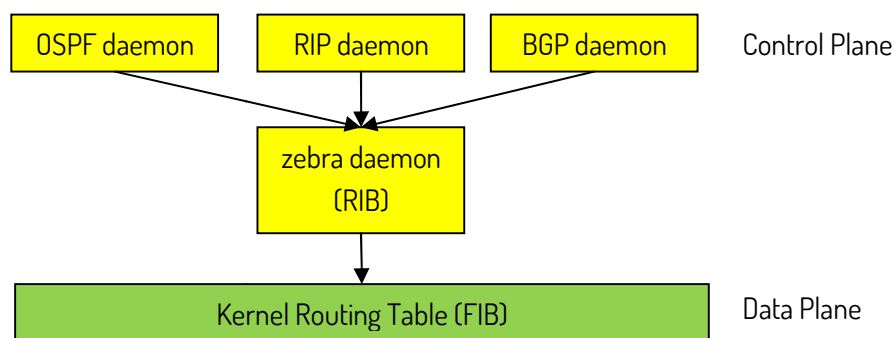 OSPF daemon
RIP daemon
BGP daemon
Control Plane
zebra daemon
(RIB)
Kernel Routing Table (FIB)
Data Plane